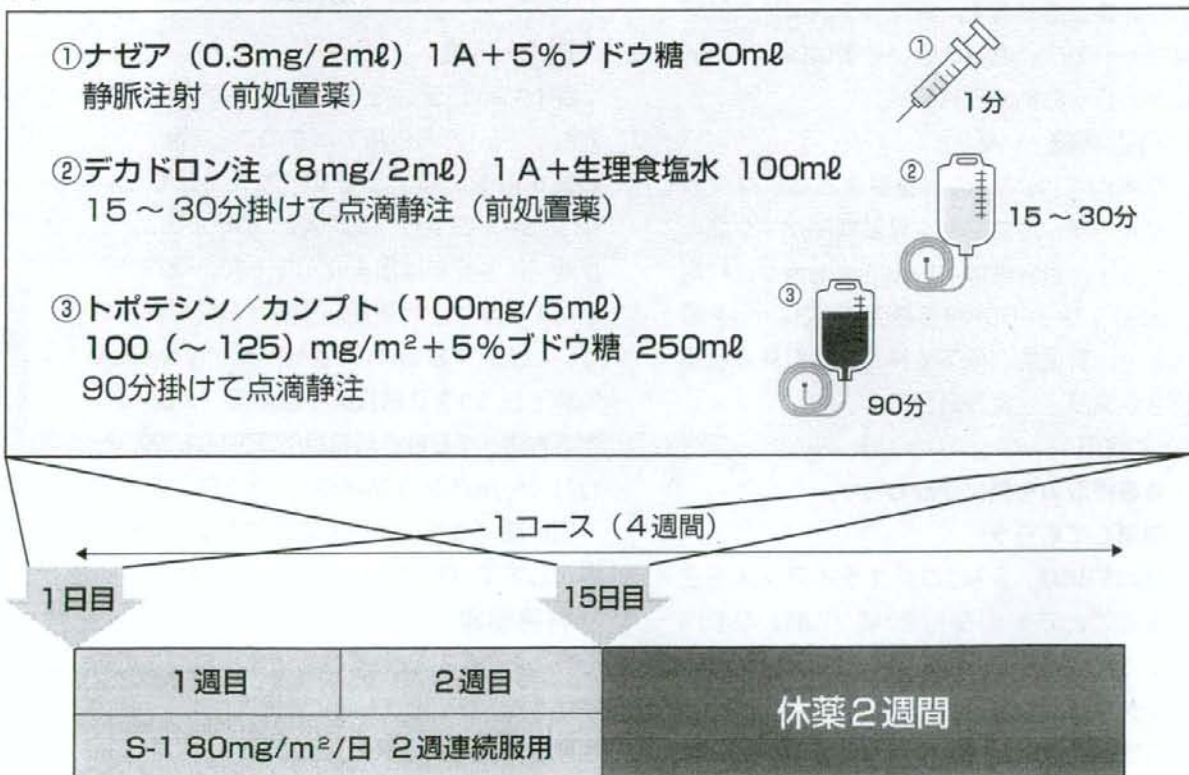 ①ナゼア（0.3mg/2mℓ）1A＋5%ブドウ糖 20mℓ
静脈注射（前処置薬）
①
1分
②デカドロン注（8mg/2mℓ）1A＋生理食塩水 100mℓ
15～30分掛けて点滴静注（前処置薬）
②
15～30分
③トポテシン／カンプト（100mg/5mℓ）
100（～125）mg/m²＋5%ブドウ糖 250mℓ
90分掛けて点滴静注
③
90分
1コース（4週間）
1日目
15日目
1週目
2週目
休薬2週間
S-1 80mg/m²/日 2週連続服用